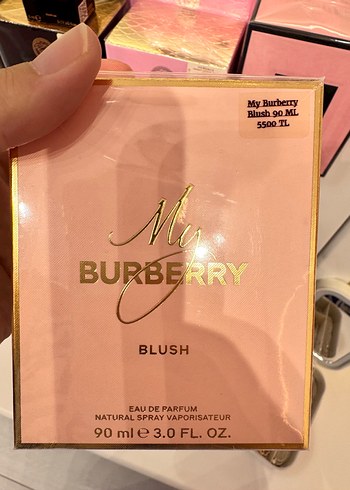 My Burberry
Blush 90 ML
5500 TL
My
BURBERRY
BLUSH
EAU DE PARFUM
NATURAL SPRAY VAPORISATEUR
90 ml ℮ 3.0 FL. OZ.